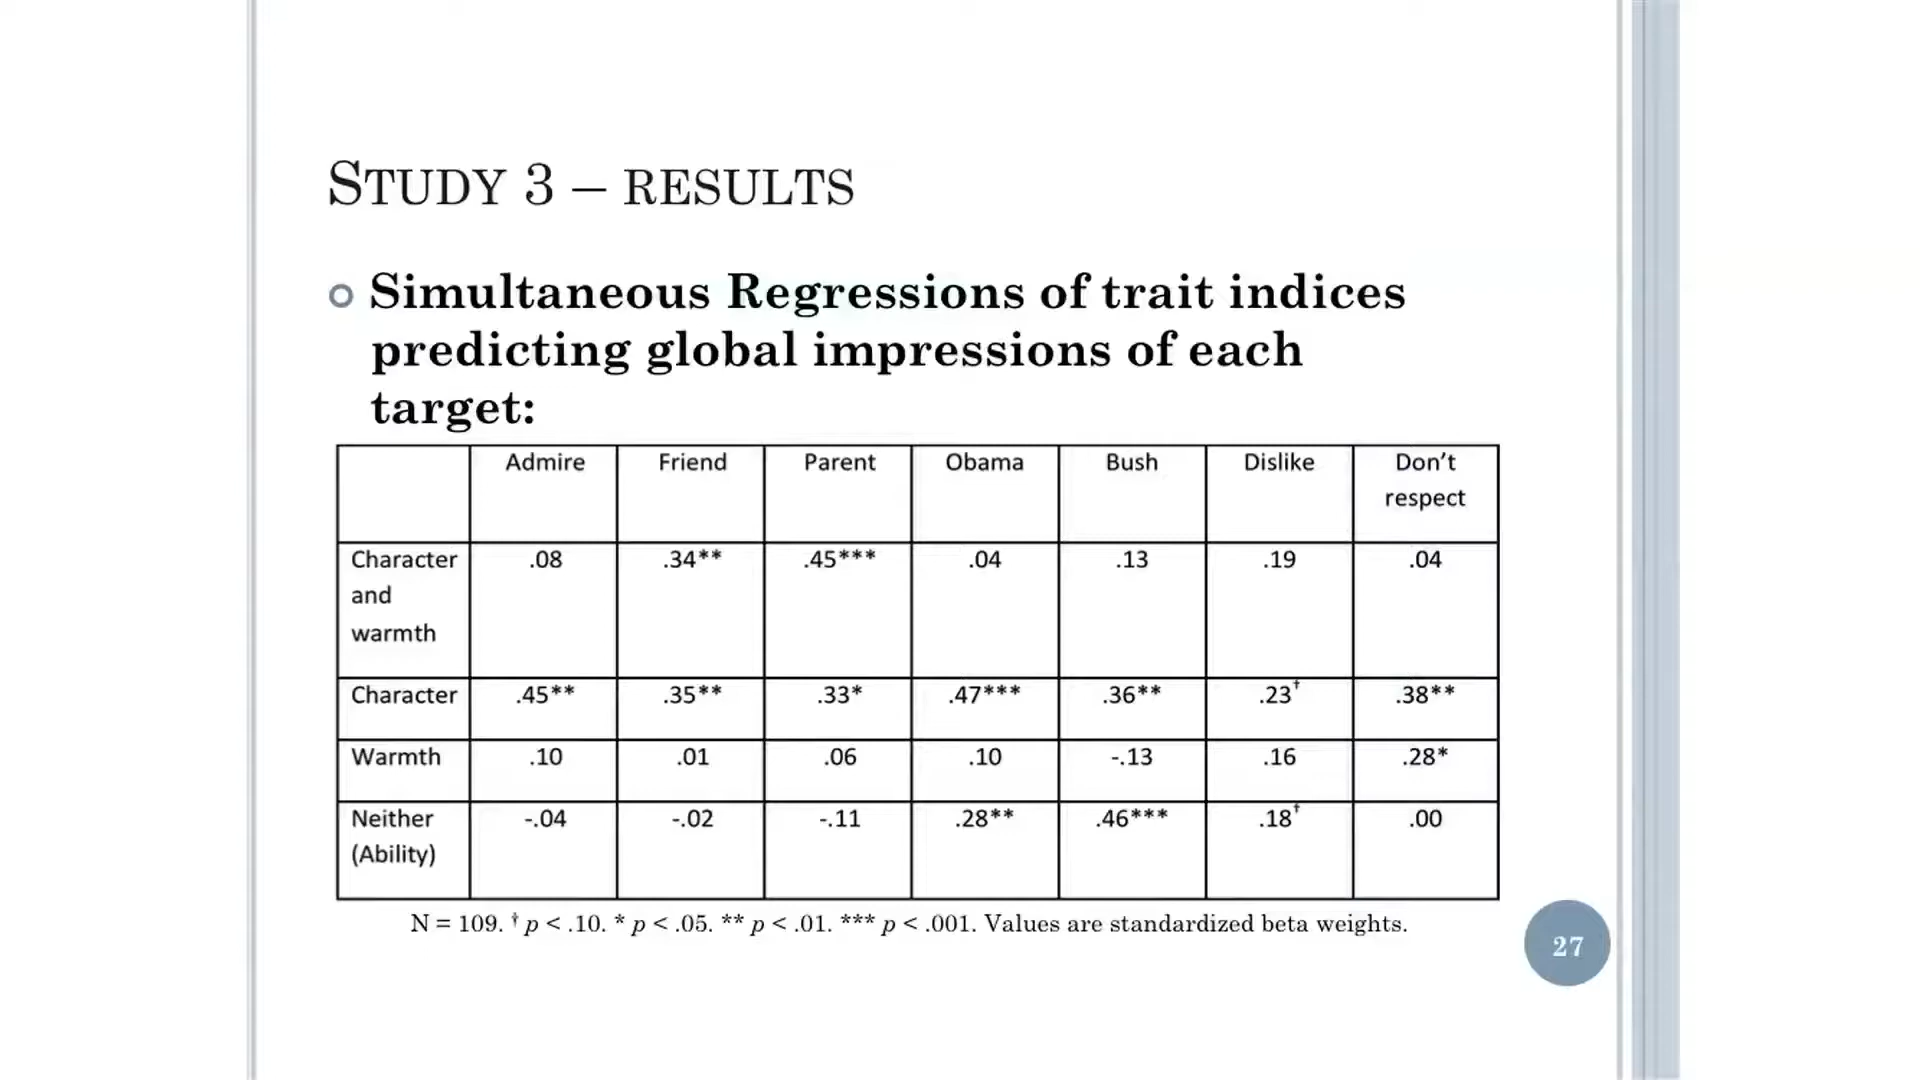 STUDY 3 – RESULTS
Simultaneous Regressions of trait indices
predicting global impressions of each
target:
Admire Friend Parent Obama Bush Dislike Don’t
respect
Character .08 .34** .45*** .04 .13 .19 .04
and
warmth
Character .45** .35** .33* .47*** .36** .23† .38**
Warmth .10 .01 .06 .10 -.13 .16 .28*
Neither -.04 -.02 -.11 .28** .46*** .18† .00
(Ability)
N = 109. † p < .10. * p < .05. ** p < .01. *** p < .001. Values are standardized beta weights.
27